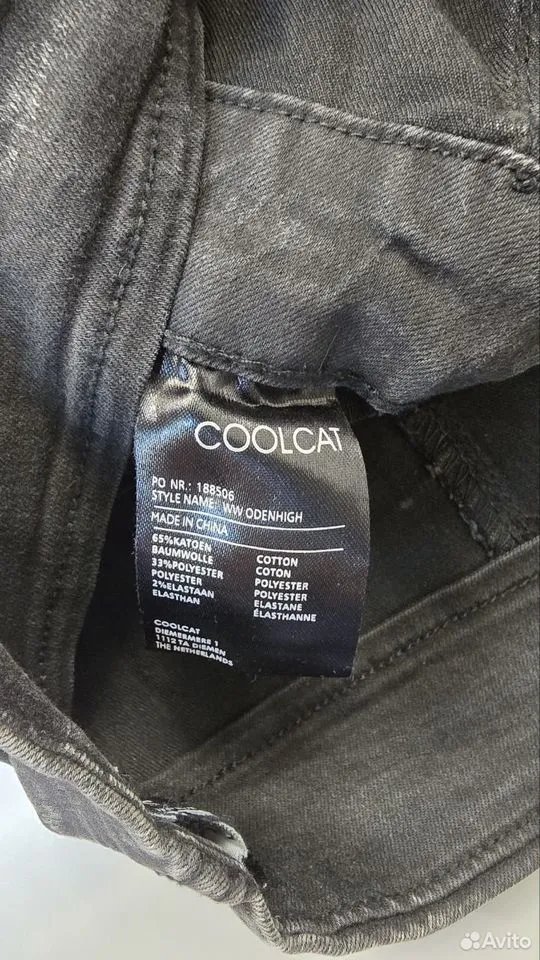 COOLCAT
PO NR.: 188506
STYLE NAME: WW ODENHIGH
MADE IN CHINA
65%KATOEN
BAUMWOLLE
33%POLYESTER
POLYESTER
2%ELASTAAN
ELASTHAN
COTTON
COTON
POLYESTER
POLYESTER
ELASTANE
ÉLASTHANNE
COOLCAT
DIEMERMERE 1
1112 TA DIEMEN
THE NETHERLANDS
Avito